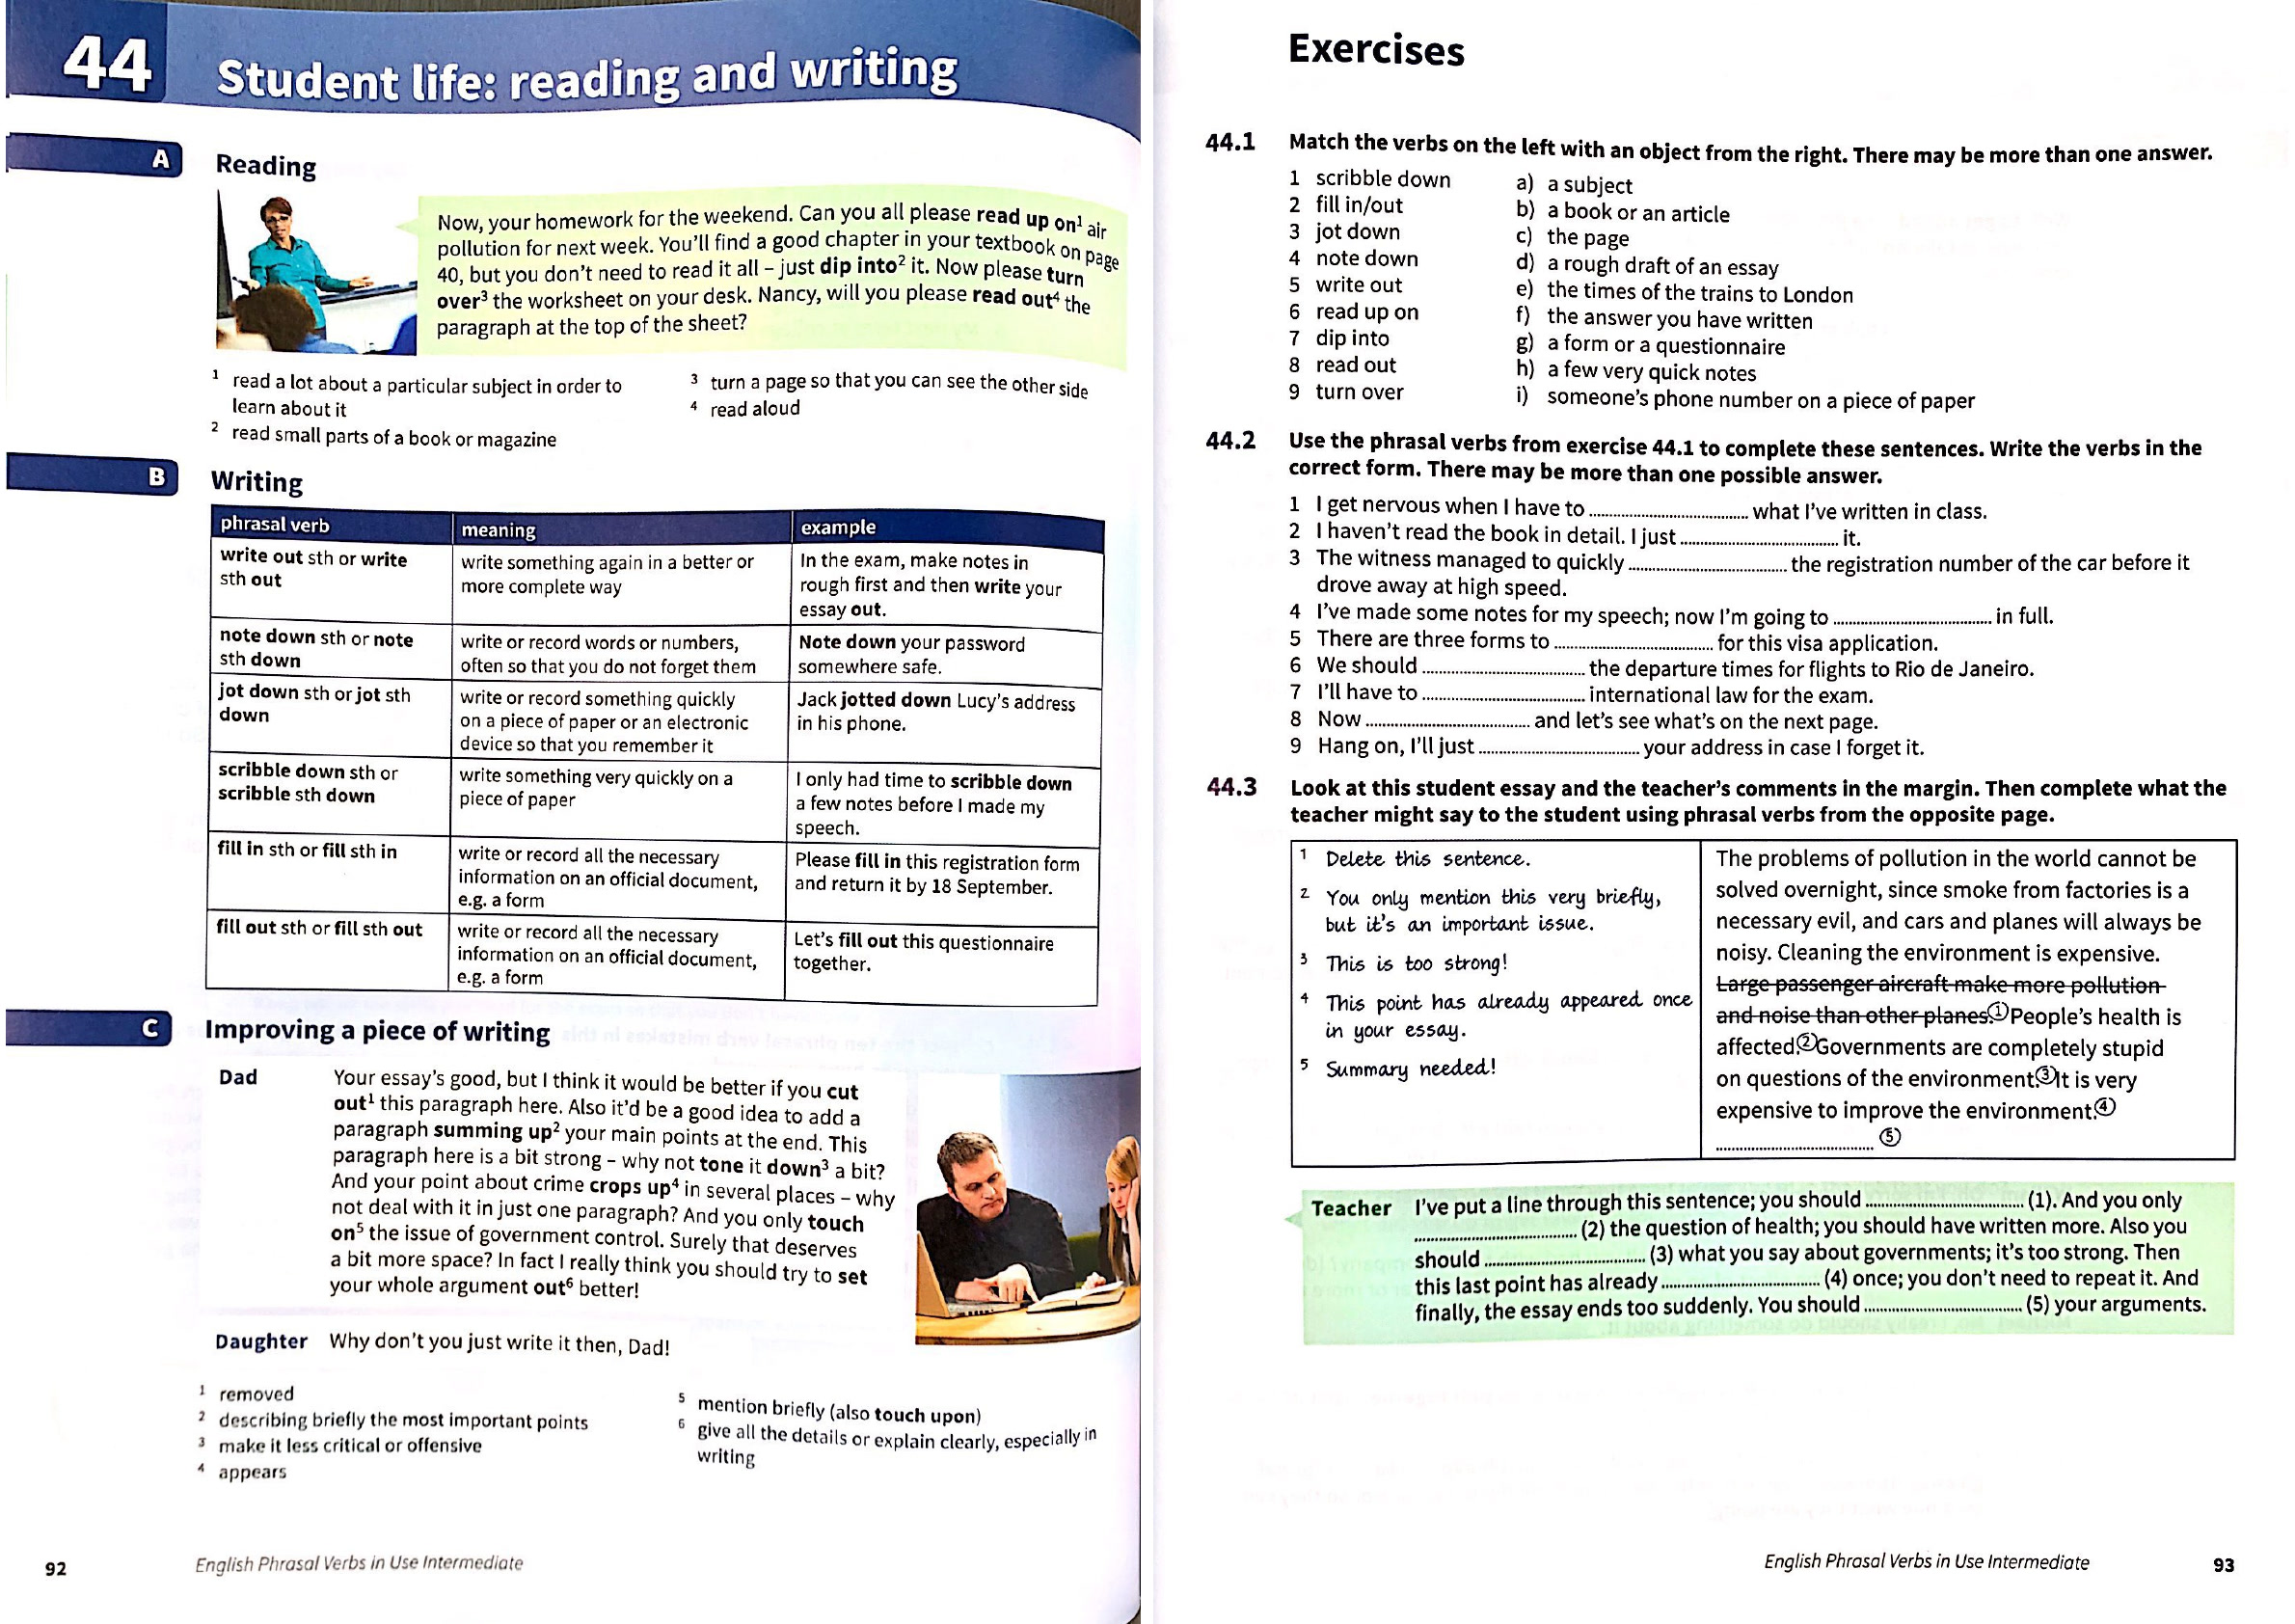 44
Student life: reading and writing
A
Reading
Now, your homework for the weekend. Can you all please read up on¹ air
pollution for next week. You'll find a good chapter in your textbook on page
40, but you don't need to read it all – just dip into² it. Now please turn
over³ the worksheet on your desk. Nancy, will you please read out⁴ the
paragraph at the top of the sheet?
¹ read a lot about a particular subject in order to
learn about it
² read small parts of a book or magazine
³ turn a page so that you can see the other side
⁴ read aloud
B
Writing
phrasal verb
meaning
example
write out sth or write
sth out
write something again in a better or
more complete way
In the exam, make notes in
rough first and then write your
essay out.
note down sth or note
sth down
write or record words or numbers,
often so that you do not forget them
Note down your password
somewhere safe.
jot down sth or jot sth
down
write or record something quickly
on a piece of paper or an electronic
device so that you remember it
Jack jotted down Lucy's address
in his phone.
scribble down sth or
scribble sth down
write something very quickly on a
piece of paper
I only had time to scribble down
a few notes before I made my
speech.
fill in sth or fill sth in
write or record all the necessary
information on an official document,
e.g. a form
Please fill in this registration form
and return it by 18 September.
fill out sth or fill sth out
write or record all the necessary
information on an official document,
e.g. a form
Let's fill out this questionnaire
together.
C
Improving a piece of writing
Dad Your essay's good, but I think it would be better if you cut
out¹ this paragraph here. Also it'd be a good idea to add a
paragraph summing up² your main points at the end. This
paragraph here is a bit strong – why not tone it down³ a bit?
And your point about crime crops up⁴ in several places – why
not deal with it in just one paragraph? And you only touch
on⁵ the issue of government control. Surely that deserves
a bit more space? In fact I really think you should try to set
your whole argument out⁶ better!
Daughter Why don't you just write it then, Dad!
¹ removed
² describing briefly the most important points
³ make it less critical or offensive
⁴ appears
⁵ mention briefly (also touch upon)
⁶ give all the details or explain clearly, especially in
writing
92
English Phrasal Verbs in Use Intermediate
Exercises
44.1 Match the verbs on the left with an object from the right. There may be more than one answer.
1 scribble down
2 fill in/out
3 jot down
4 note down
5 write out
6 read up on
7 dip into
8 read out
9 turn over
a) a subject
b) a book or an article
c) the page
d) a rough draft of an essay
e) the times of the trains to London
f) the answer you have written
g) a form or a questionnaire
h) a few very quick notes
i) someone's phone number on a piece of paper
44.2 Use the phrasal verbs from exercise 44.1 to complete these sentences. Write the verbs in the
correct form. There may be more than one possible answer.
1 I get nervous when I have to .................... what I've written in class.
2 I haven't read the book in detail. I just .................... it.
3 The witness managed to quickly .................... the registration number of the car before it
drove away at high speed.
4 I've made some notes for my speech; now I'm going to .................... in full.
5 There are three forms to .................... for this visa application.
6 We should .................... the departure times for flights to Rio de Janeiro.
7 I'll have to .................... international law for the exam.
8 Now .................... and let's see what's on the next page.
9 Hang on, I'll just .................... your address in case I forget it.
44.3 Look at this student essay and the teacher's comments in the margin. Then complete what the
teacher might say to the student using phrasal verbs from the opposite page.
¹ Delete this sentence.
² You only mention this very briefly,
but it's an important issue.
³ This is too strong!
⁴ This point has already appeared once
in your essay.
⁵ Summary needed!
The problems of pollution in the world cannot be
solved overnight, since smoke from factories is a
necessary evil, and cars and planes will always be
noisy. Cleaning the environment is expensive.
Large passenger aircraft make more pollution
and noise than other planes.① People's health is
affected.② Governments are completely stupid
on questions of the environment.③ It is very
expensive to improve the environment.④
.................... ⑤
Teacher I've put a line through this sentence; you should .................... (1). And you only
.................... (2) the question of health; you should have written more. Also you
should .................... (3) what you say about governments; it's too strong. Then
this last point has already .................... (4) once; you don't need to repeat it. And
finally, the essay ends too suddenly. You should .................... (5) your arguments.
English Phrasal Verbs in Use Intermediate
93